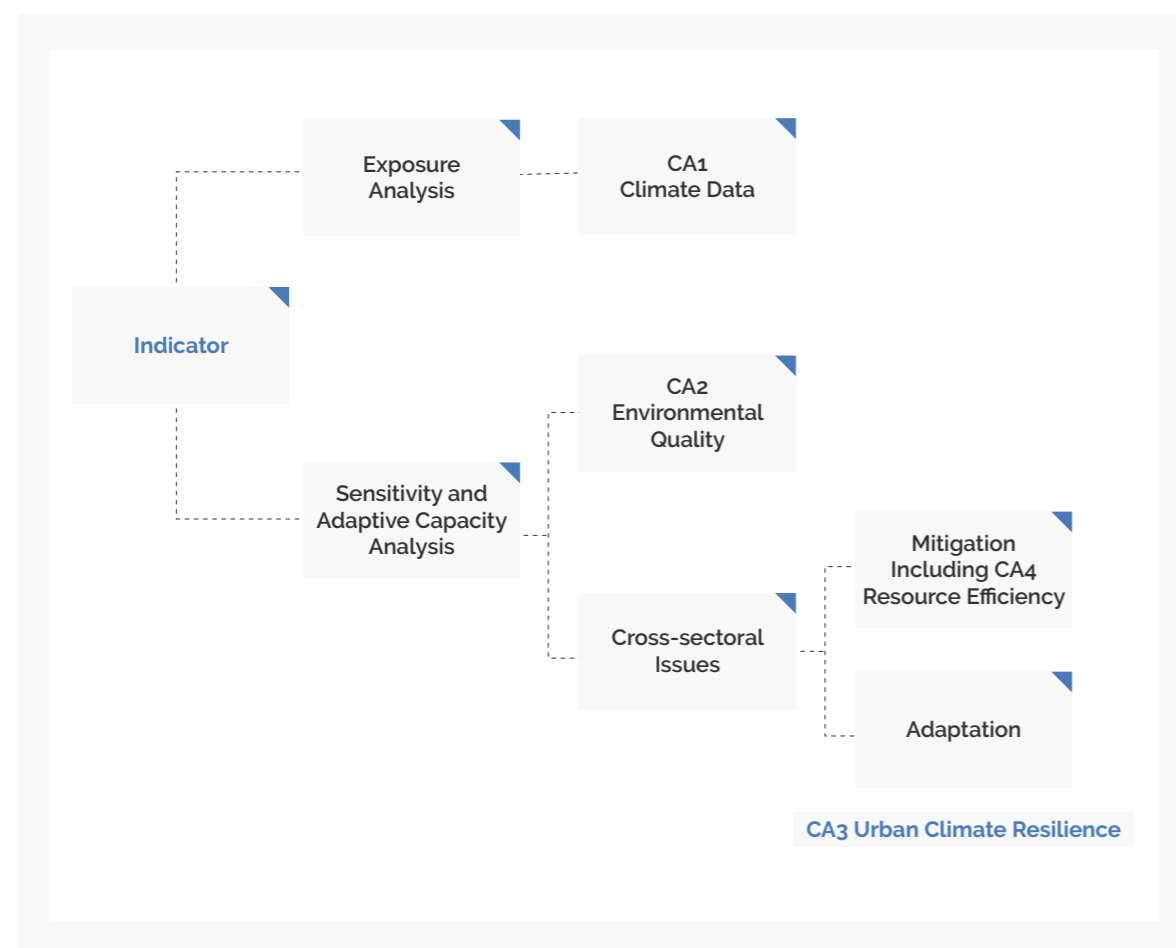 Exposure
Analysis
CA1
Climate Data
Indicator
CA2
Environmental
Quality
Sensitivity and
Adaptive Capacity
Analysis
Mitigation
Including CA4
Resource Efficiency
Cross-sectoral
Issues
Adaptation
CA3 Urban Climate Resilience